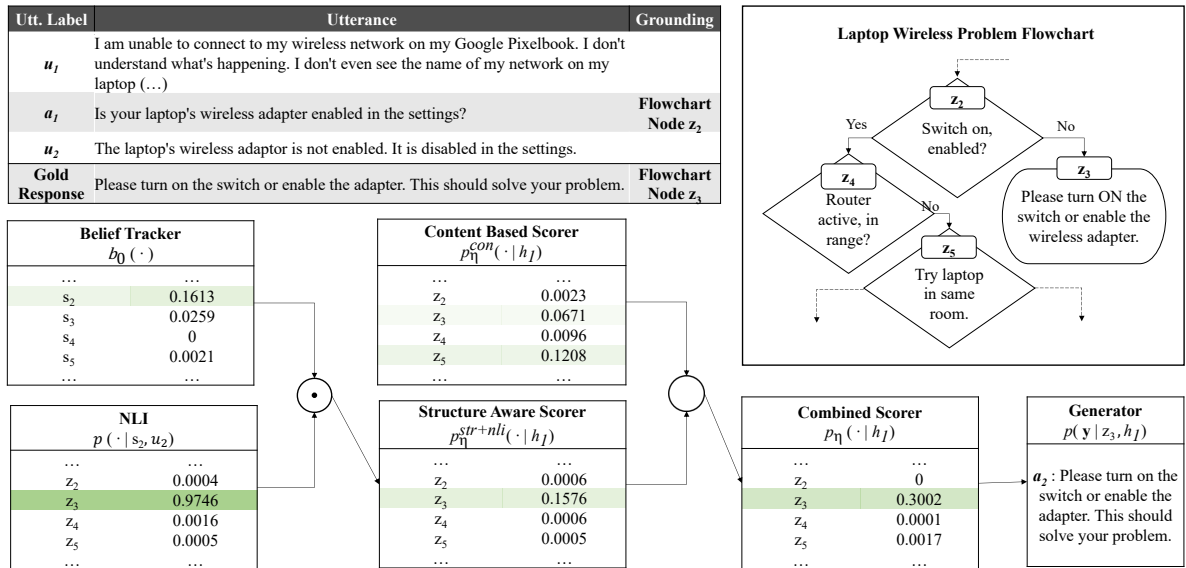 Utt. Label Utterance Grounding
u₁ I am unable to connect to my wireless network on my Google Pixelbook. I don't
understand what's happening. I don't even see the name of my network on my
laptop (…)
a₁ Is your laptop's wireless adapter enabled in the settings? Flowchart
Node z₂
u₂ The laptop's wireless adaptor is not enabled. It is disabled in the settings.
Gold
Response Please turn on the switch or enable the adapter. This should solve your problem. Flowchart
Node z₃
Laptop Wireless Problem Flowchart
z₂
Switch on,
enabled?
Yes
No
z₄
Router
active, in
range?
z₃
Please turn ON the
switch or enable the
wireless adapter.
No
z₅
Try laptop
in same
room.
Belief Tracker
b₀ (·)
… …
s₂ 0.1613
s₃ 0.0259
s₄ 0
s₅ 0.0021
… …
Content Based Scorer
p_η^con(· | h₁)
… …
z₂ 0.0023
z₃ 0.0671
z₄ 0.0096
z₅ 0.1208
… …
NLI
p (· | s₂, u₂)
… …
z₂ 0.0004
z₃ 0.9746
z₄ 0.0016
z₅ 0.0005
… …
Structure Aware Scorer
p_η^str+nli(· | h₁)
… …
z₂ 0.0006
z₃ 0.1576
z₄ 0.0006
z₅ 0.0005
… …
Combined Scorer
p_η (· | h₁)
… …
z₂ 0
z₃ 0.3002
z₄ 0.0001
z₅ 0.0017
… …
Generator
p( y | z₃, h₁)
a₂ : Please turn on the
switch or enable the
adapter. This should
solve your problem.